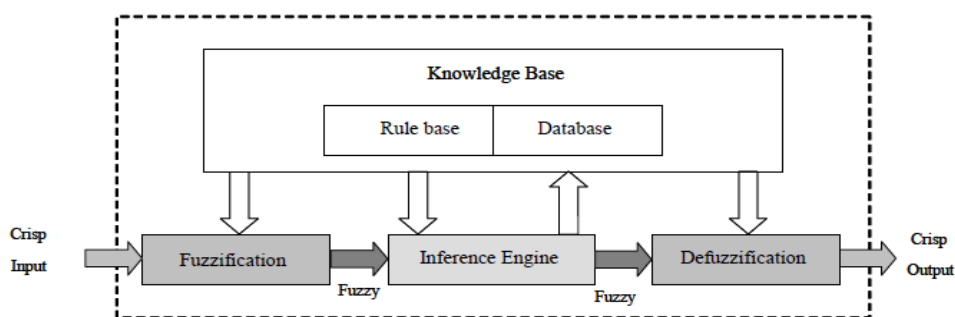 Knowledge Base
Rule base
Database
Crisp
Input
Fuzzification
Fuzzy
Inference Engine
Fuzzy
Defuzzification
Crisp
Output